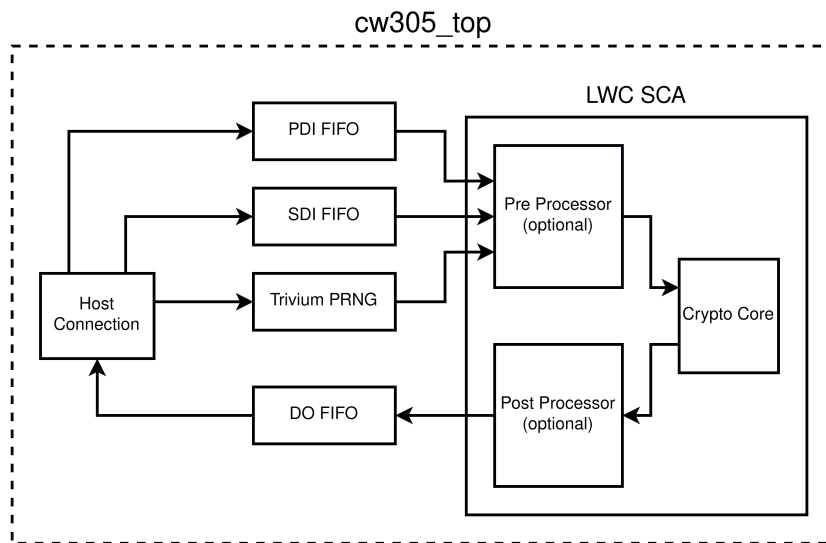 cw305_top
LWC SCA
PDI FIFO
SDI FIFO
Trivium PRNG
DO FIFO
Host
Connection
Pre Processor
(optional)
Crypto Core
Post Processor
(optional)